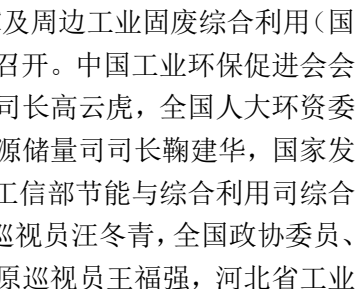 及周边工业固废综合利用(国
召开。中国工业环保促进会会
司长高云虎，全国人大环资委
源储量司司长鞠建华，国家发
工信部节能与综合利用司综合
巡视员汪冬青，全国政协委员、
原巡视员王福强，河北省工业